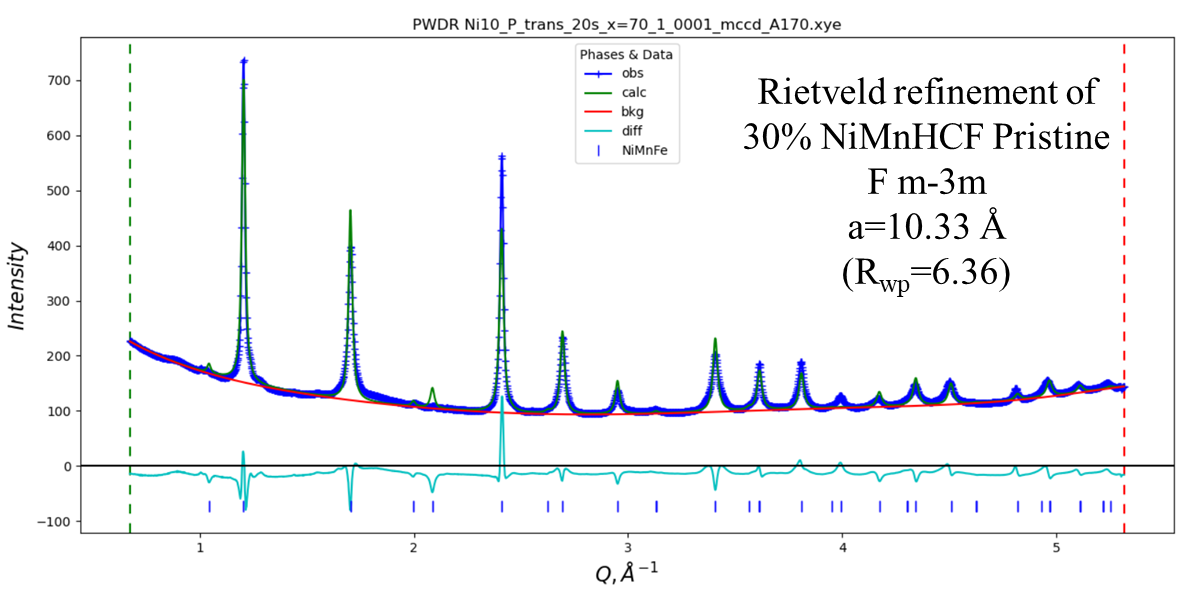 PWDR Ni10_P_trans_20s_x=70_1_0001_mccd_A170.xye
Phases & Data
obs
calc
bkg
diff
NiMnFe
Rietveld refinement of
30% NiMnHCF Pristine
F m-3m
a=10.33 Å
(Rwp=6.36)
Intensity
700
600
500
400
300
200
100
0
−100
1
2
3
4
5
Q, Å⁻¹